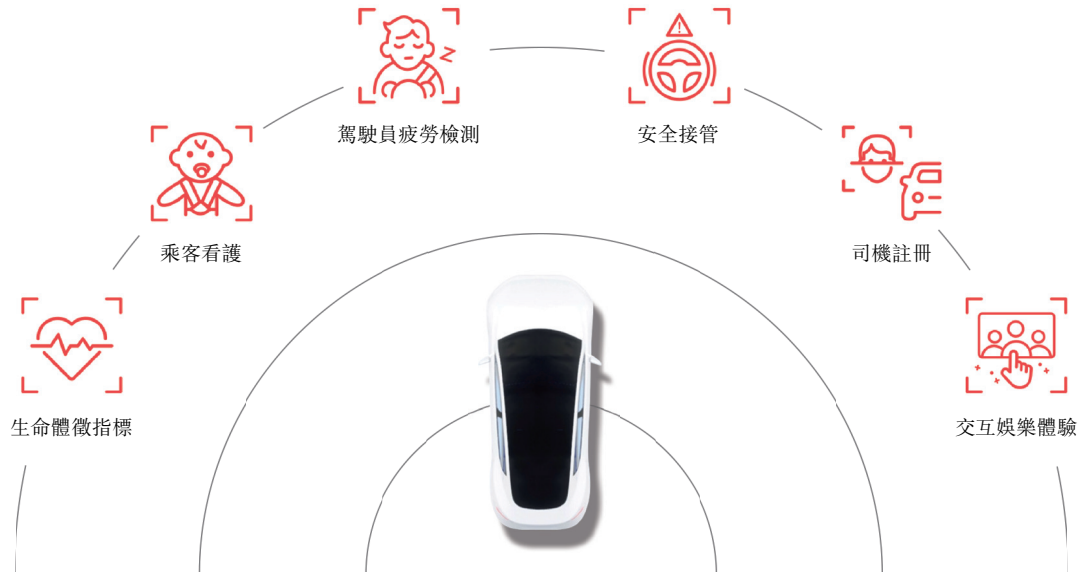 駕駛員疲勞檢測
安全接管
乘客看護
司機註冊
生命體徵指標
交互娛樂體驗